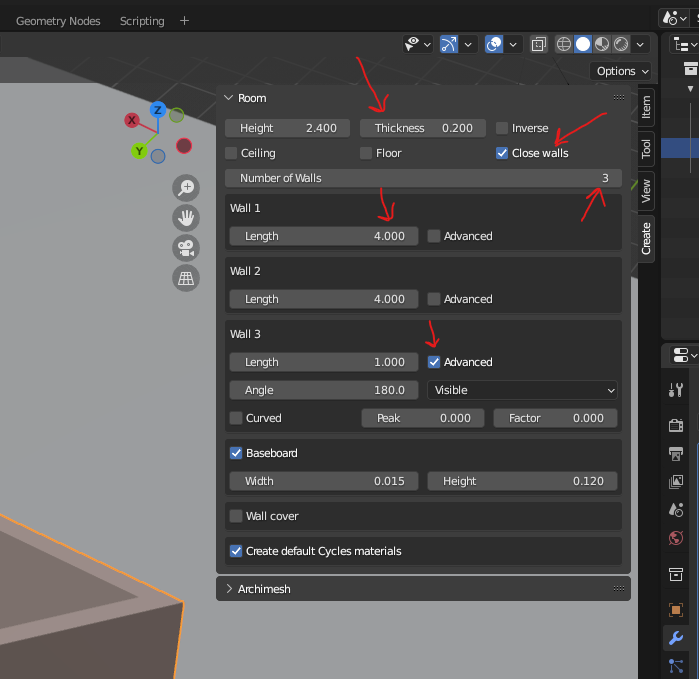 Geometry Nodes Scripting +
Options
Room
Height 2.400 Thickness 0.200 Inverse
Ceiling Floor Close walls
Number of Walls 3
Wall 1
Length 4.000 Advanced
Wall 2
Length 4.000 Advanced
Wall 3
Length 1.000 Advanced
Angle 180.0 Visible
Curved Peak 0.000 Factor 0.000
Baseboard
Width 0.015 Height 0.120
Wall cover
Create default Cycles materials
Archimesh
Item
Tool
View
Create
Z
X
Y